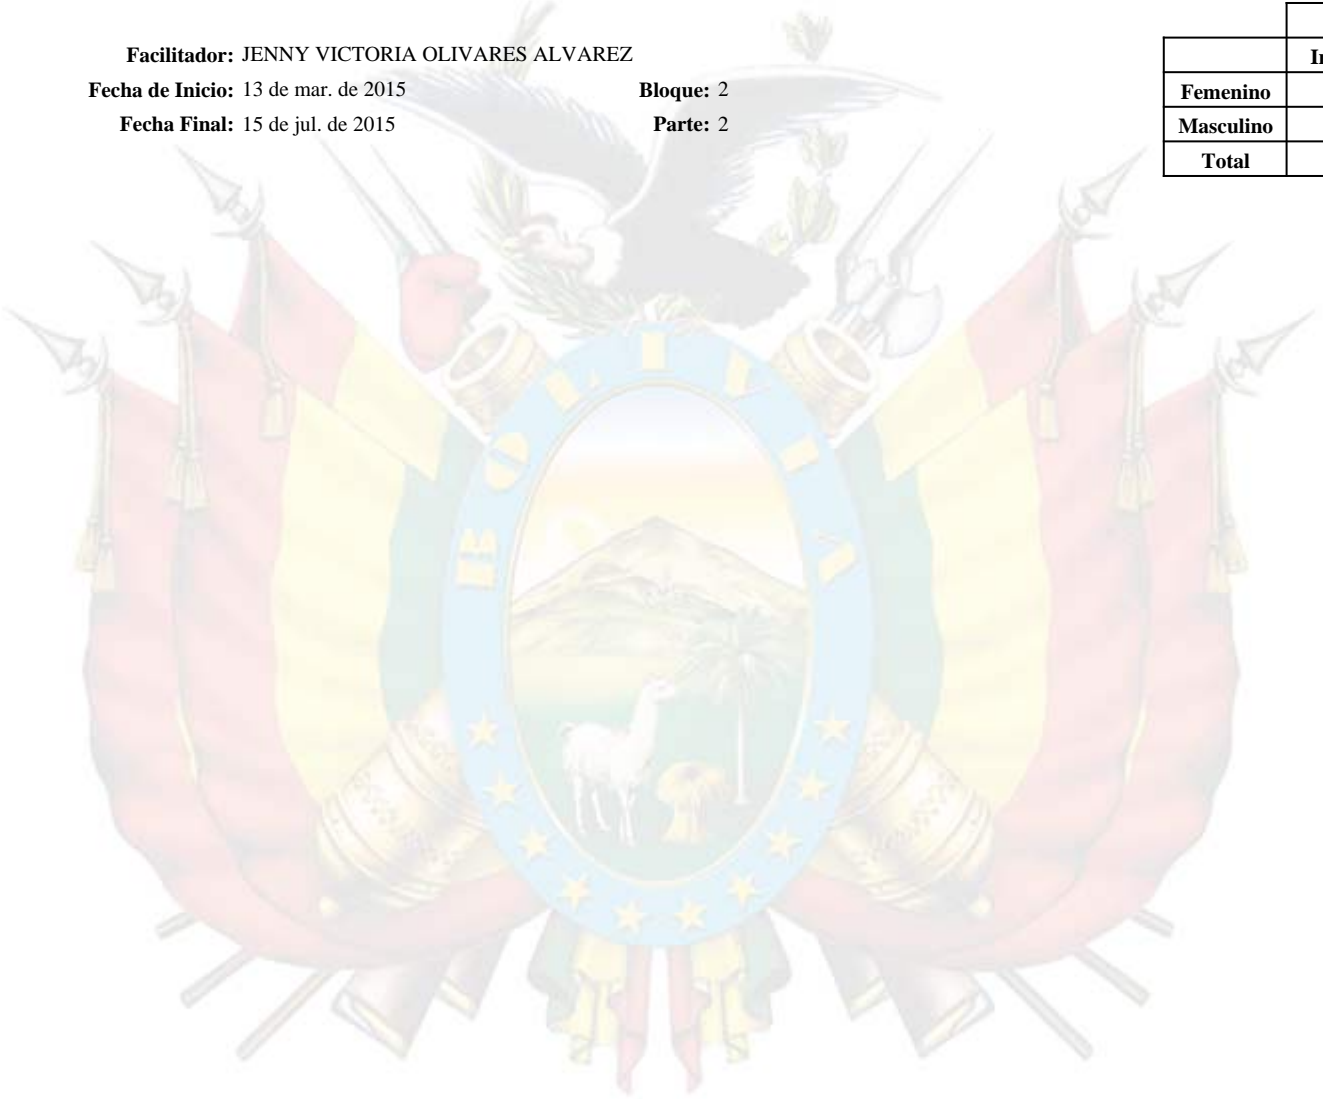 Facilitador: JENNY VICTORIA OLIVARES ALVAREZ
Fecha de Inicio: 13 de mar. de 2015 Bloque: 2
Fecha Final: 15 de jul. de 2015 Parte: 2
Femenino
Masculino
Total
BOLIVIA